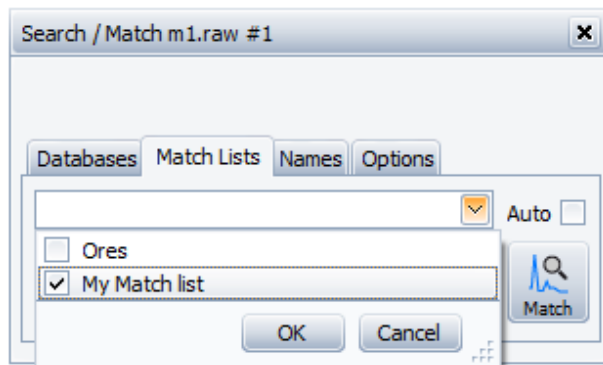 Search / Match m1.raw #1
Databases Match Lists Names Options
Auto
Ores
My Match list
Match
OK Cancel